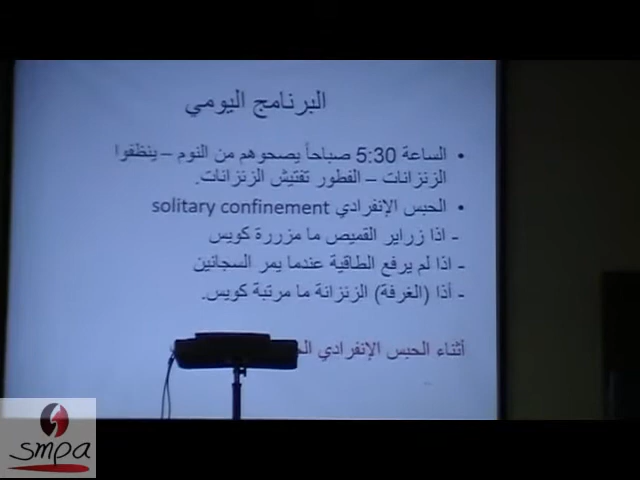 البرنامج اليومي
• الساعة 5:30 صباحاً يصحوهم من النوم – ينظفوا
الزنزانات – الفطور تفتيش الزنزانات.
• الحبس الإنفرادي solitary confinement
- اذا زراير القميص ما مزررة كويس
- اذا لم يرفع الطاقية عندما يمر السجانين
- أذا (الغرفة) الزنزانة ما مرتبة كويس.
أثناء الحبس الإنفرادي
smpa